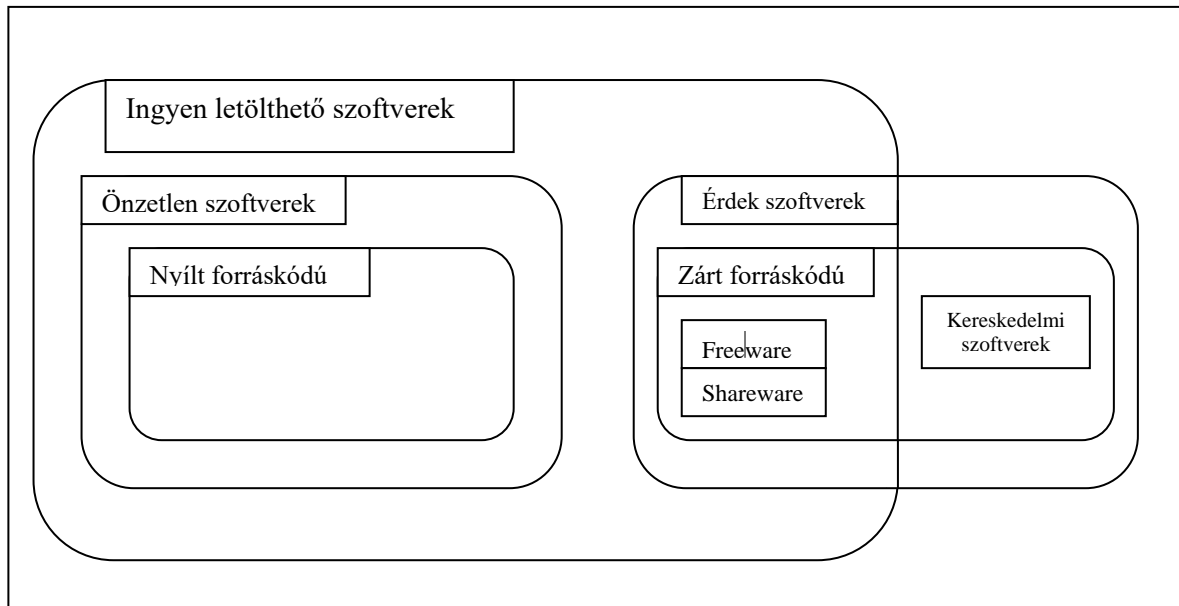 Ingyen letölthető szoftverek
Önzetlen szoftverek
Érdek szoftverek
Nyílt forráskódú
Zárt forráskódú
Kereskedelmi
szoftverek
Freeware
Shareware